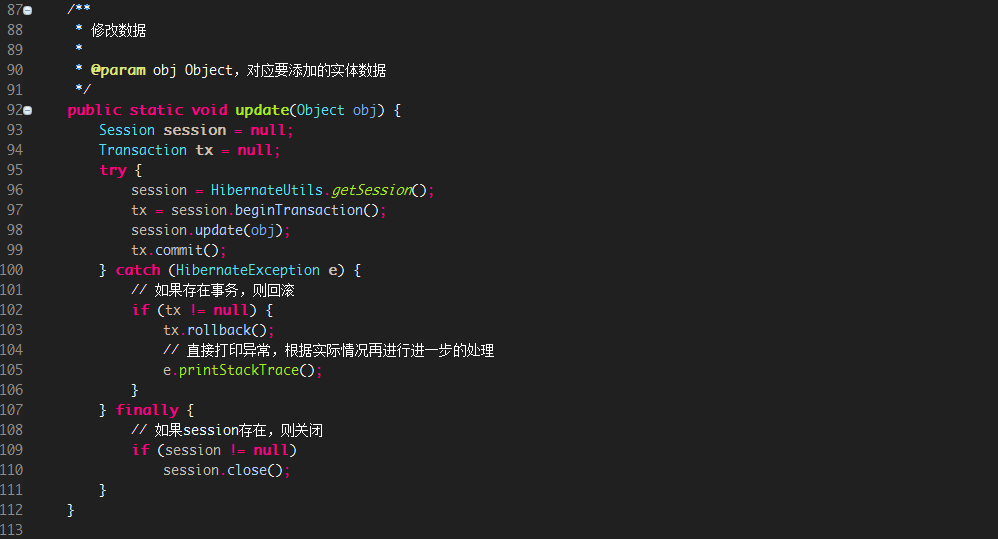 87 /**
88 * 修改数据
89 *
90 * @param obj Object，对应要添加的实体数据
91 */
92 public static void update(Object obj) {
93 Session session = null;
94 Transaction tx = null;
95 try {
96 session = HibernateUtils.getSession();
97 tx = session.beginTransaction();
98 session.update(obj);
99 tx.commit();
100 } catch (HibernateException e) {
101 // 如果存在事务，则回滚
102 if (tx != null) {
103 tx.rollback();
104 // 直接打印异常，根据实际情况再进行进一步的处理
105 e.printStackTrace();
106 }
107 } finally {
108 // 如果session存在，则关闭
109 if (session != null)
110 session.close();
111 }
112 }
113